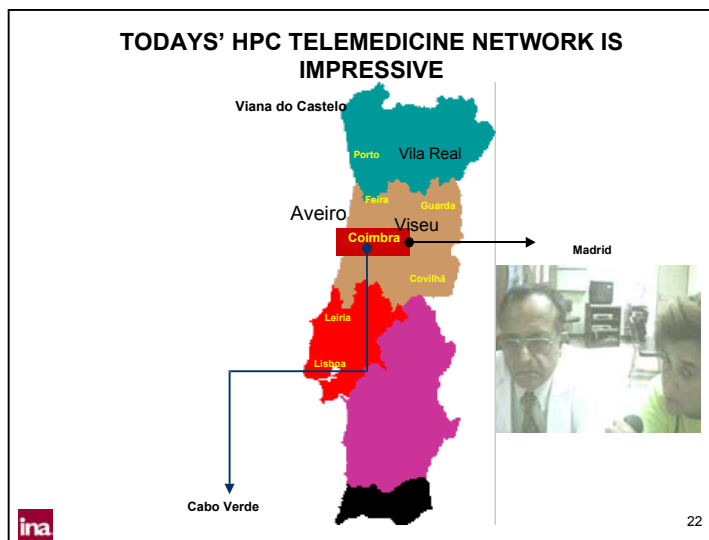 TODAYS' HPC TELEMEDICINE NETWORK IS
IMPRESSIVE
Viana do Castelo
Porto
Vila Real
Feira
Guarda
Aveiro
Viseu
Coimbra
Madrid
Covilhã
Leiria
Lisboa
Cabo Verde
ina
22